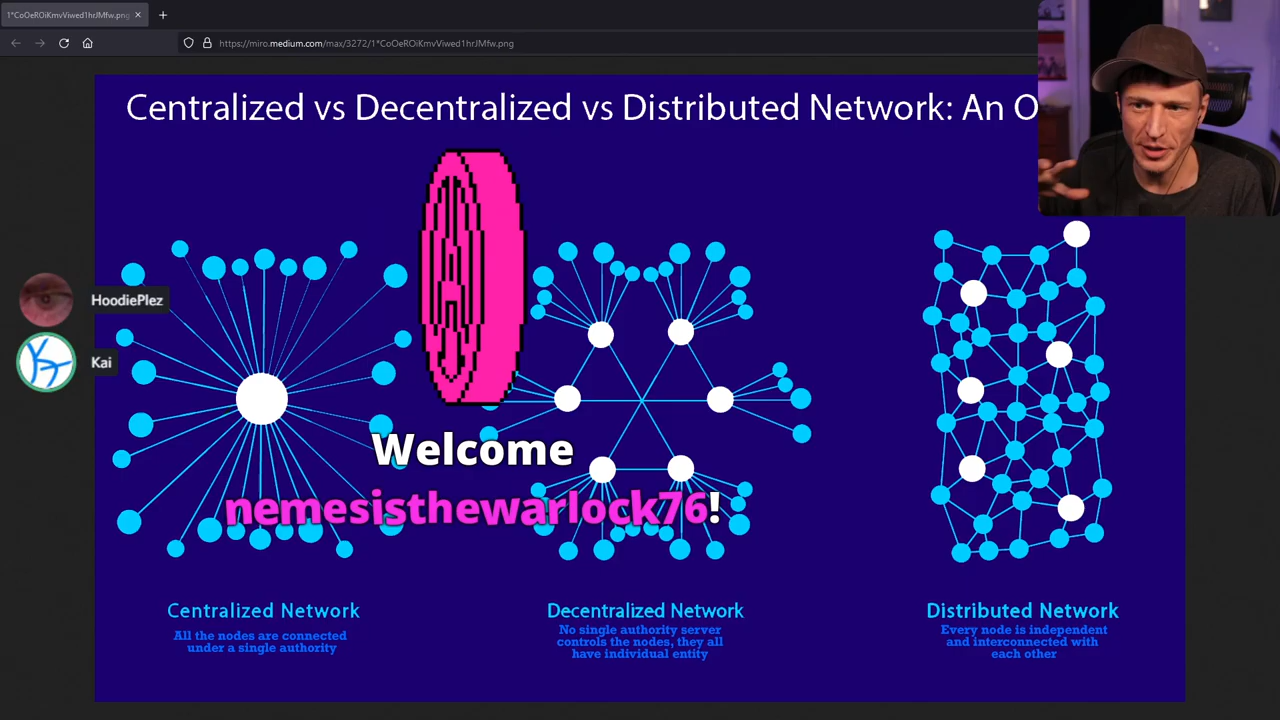 1*CoOeROiKmvViwed1hrJMfw.png
https://miro.medium.com/max/3272/1*CoOeROiKmvViwed1hrJMfw.png
Centralized vs Decentralized vs Distributed Network: An O
HoodiePlez
Kai
Welcome
nemesisthewarlock76!
Centralized Network
All the nodes are connected
under a single authority
Decentralized Network
No single authority server
controls the nodes, they all
have individual entity
Distributed Network
Every node is independent
and interconnected with
each other